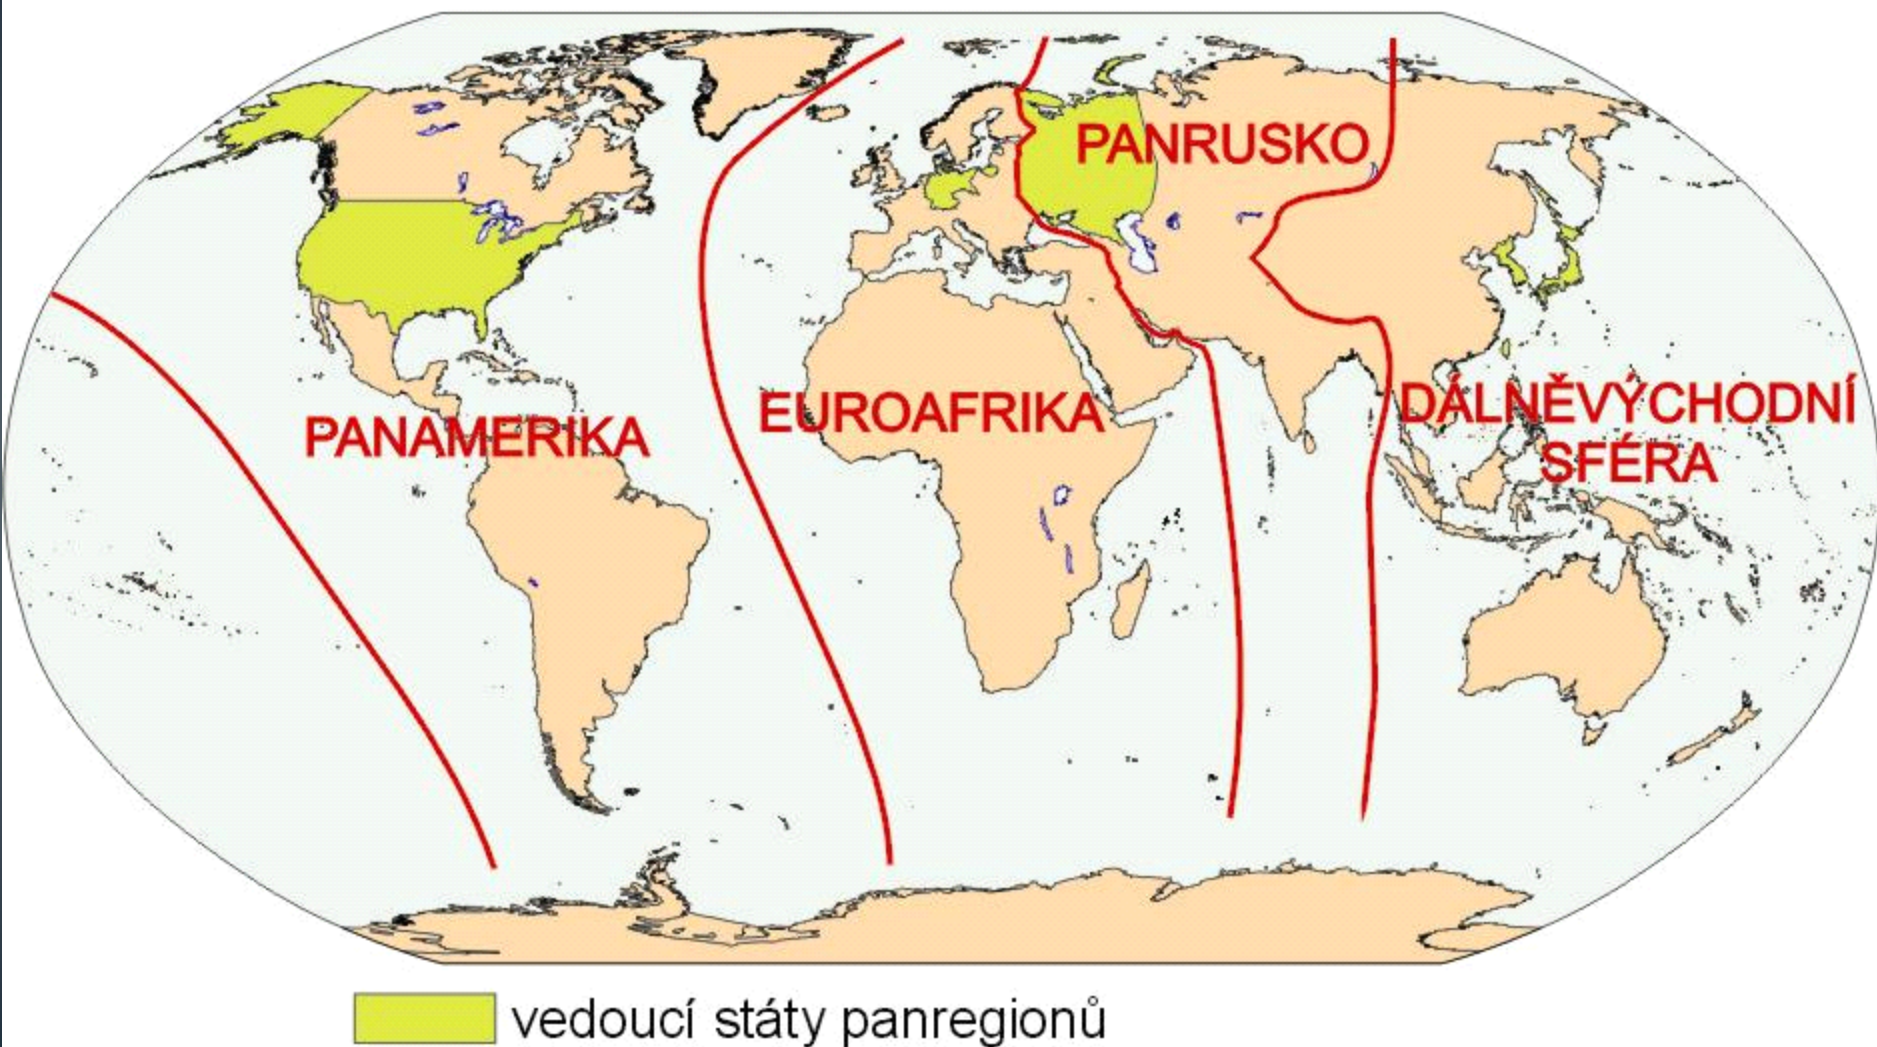 PANRUSKO
PANAMERIKA
EUROAFRIKA
DÁLNĚVÝCHODNÍ
SFÉRA
vedoucí státy panregionů